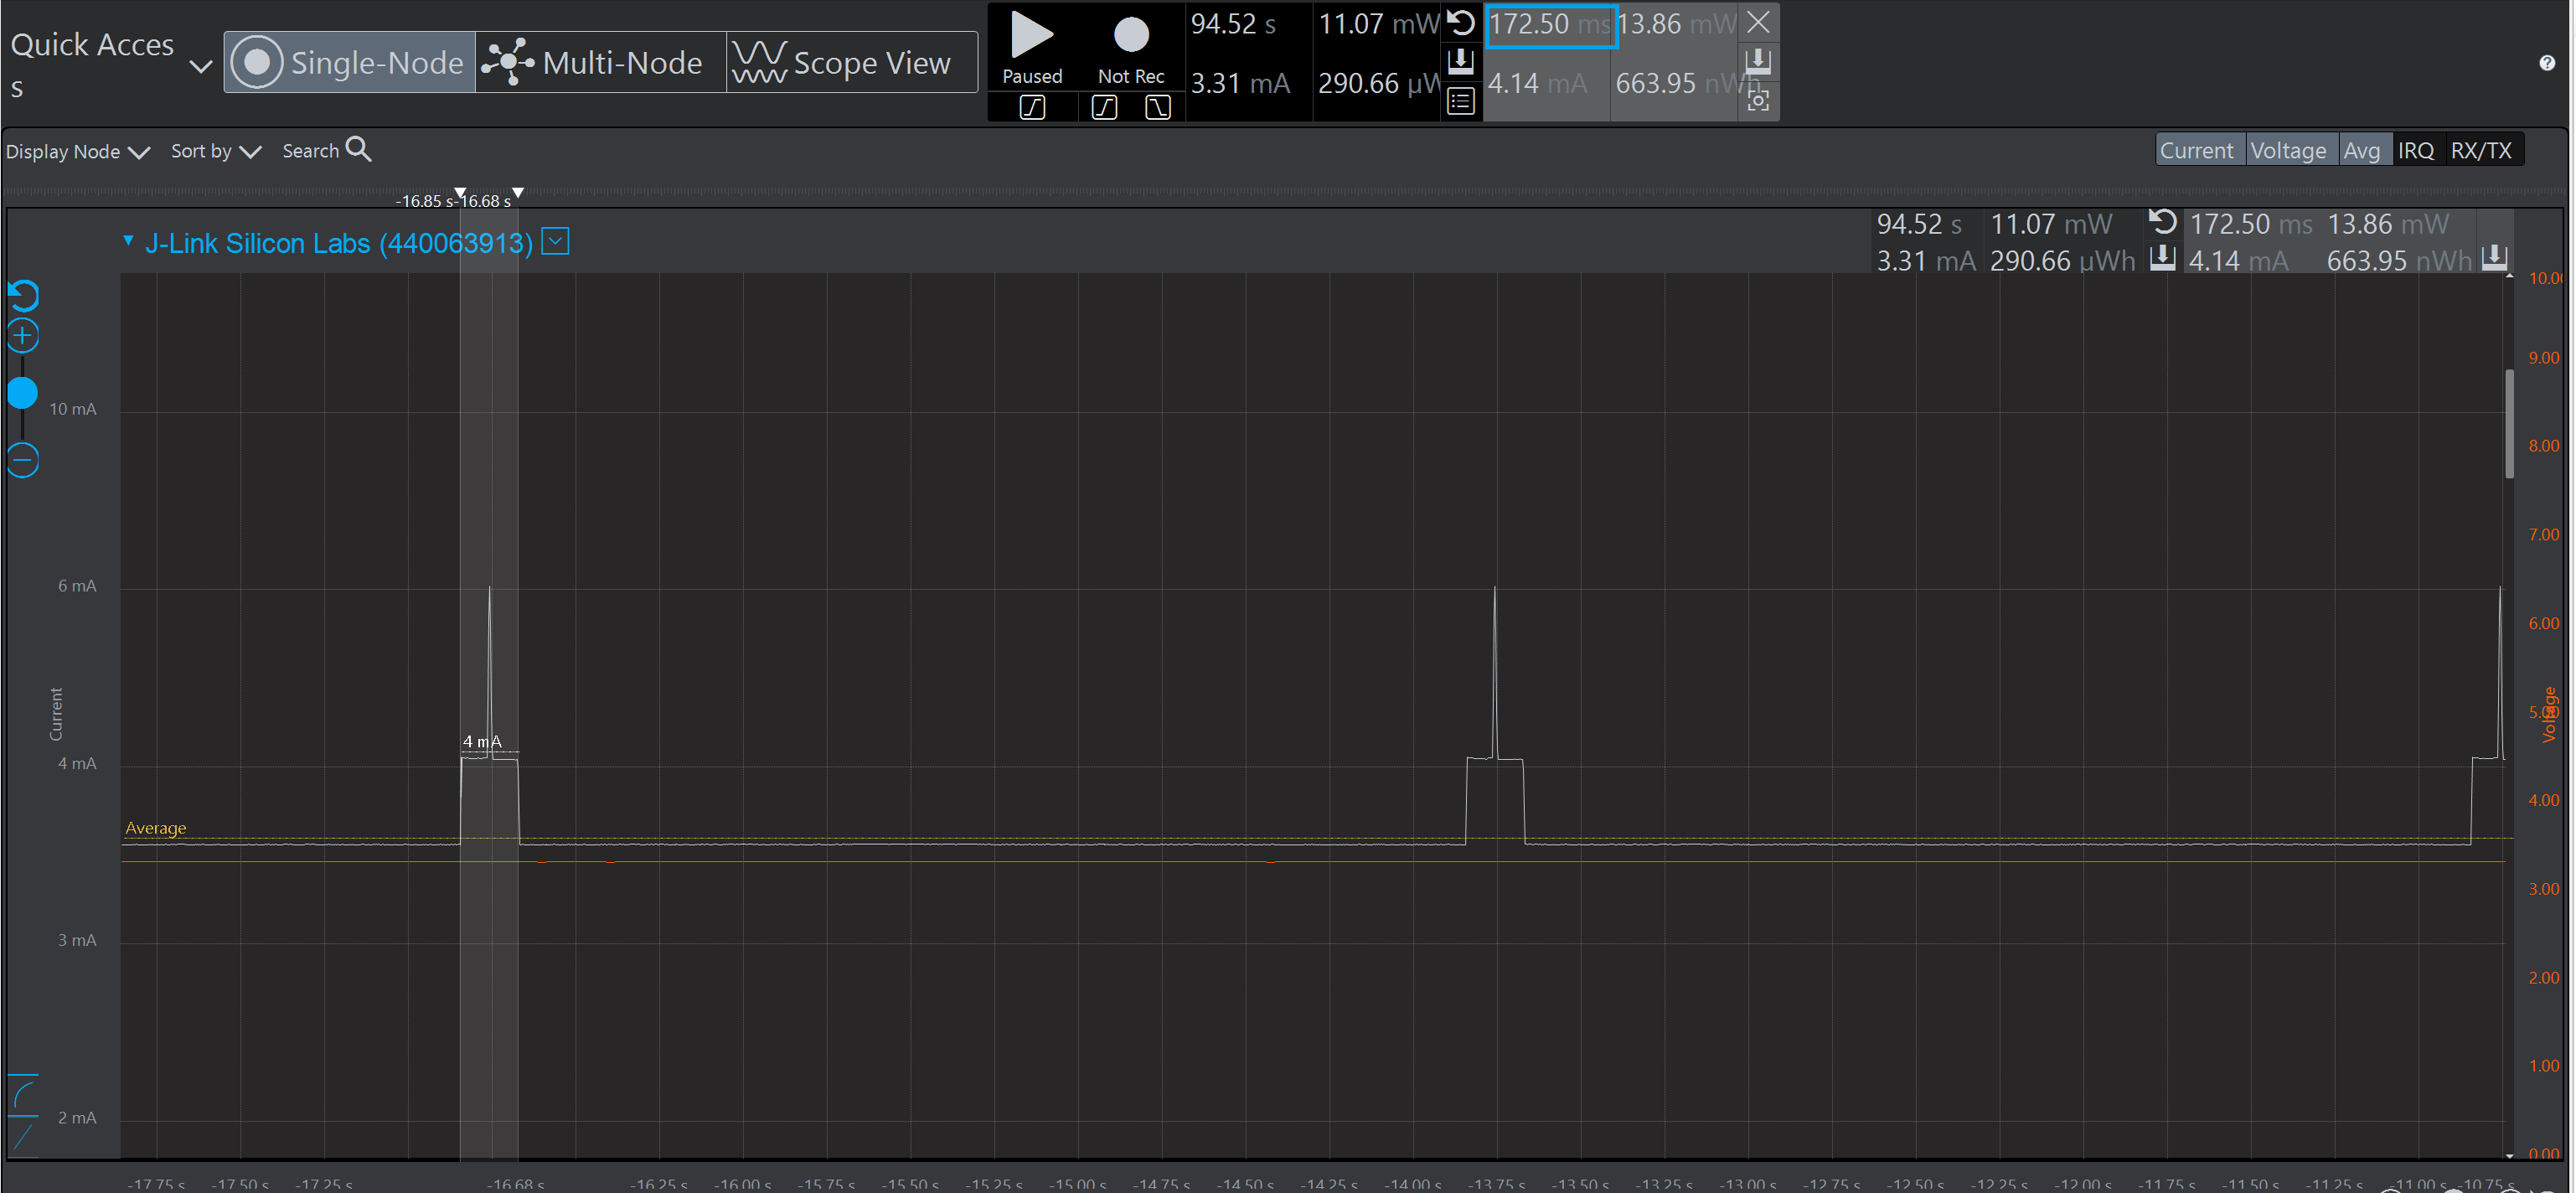 Quick Acces
s
Single-Node
Multi-Node
Scope View
Paused
Not Rec
94.52 s
11.07 mW
3.31 mA
290.66 µW
172.50 ms
13.86 mW
4.14 mA
663.95 nWh
Display Node
Sort by
Search
Current
Voltage
Avg
IRQ
RX/TX
-16.85 s
-16.68 s
J-Link Silicon Labs (440063913)
94.52 s 11.07 mW 172.50 ms 13.86 mW
3.31 mA 290.66 µWh 4.14 mA 663.95 nWh
10 mA
6 mA
4 mA
3 mA
2 mA
Current
4 mA
Average
10.00
9.00
8.00
7.00
6.00
5.00
4.00
3.00
2.00
1.00
0.00
Voltage
-17.75 s -17.50 s -17.25 s -16.68 s -16.25 s -16.00 s -15.75 s -15.50 s -15.25 s -15.00 s -14.75 s -14.50 s -14.25 s -14.00 s -13.75 s -13.50 s -13.25 s -13.00 s -12.75 s -12.50 s -12.25 s -12.00 s -11.75 s -11.50 s -11.25 s -11.00 s -10.75 s